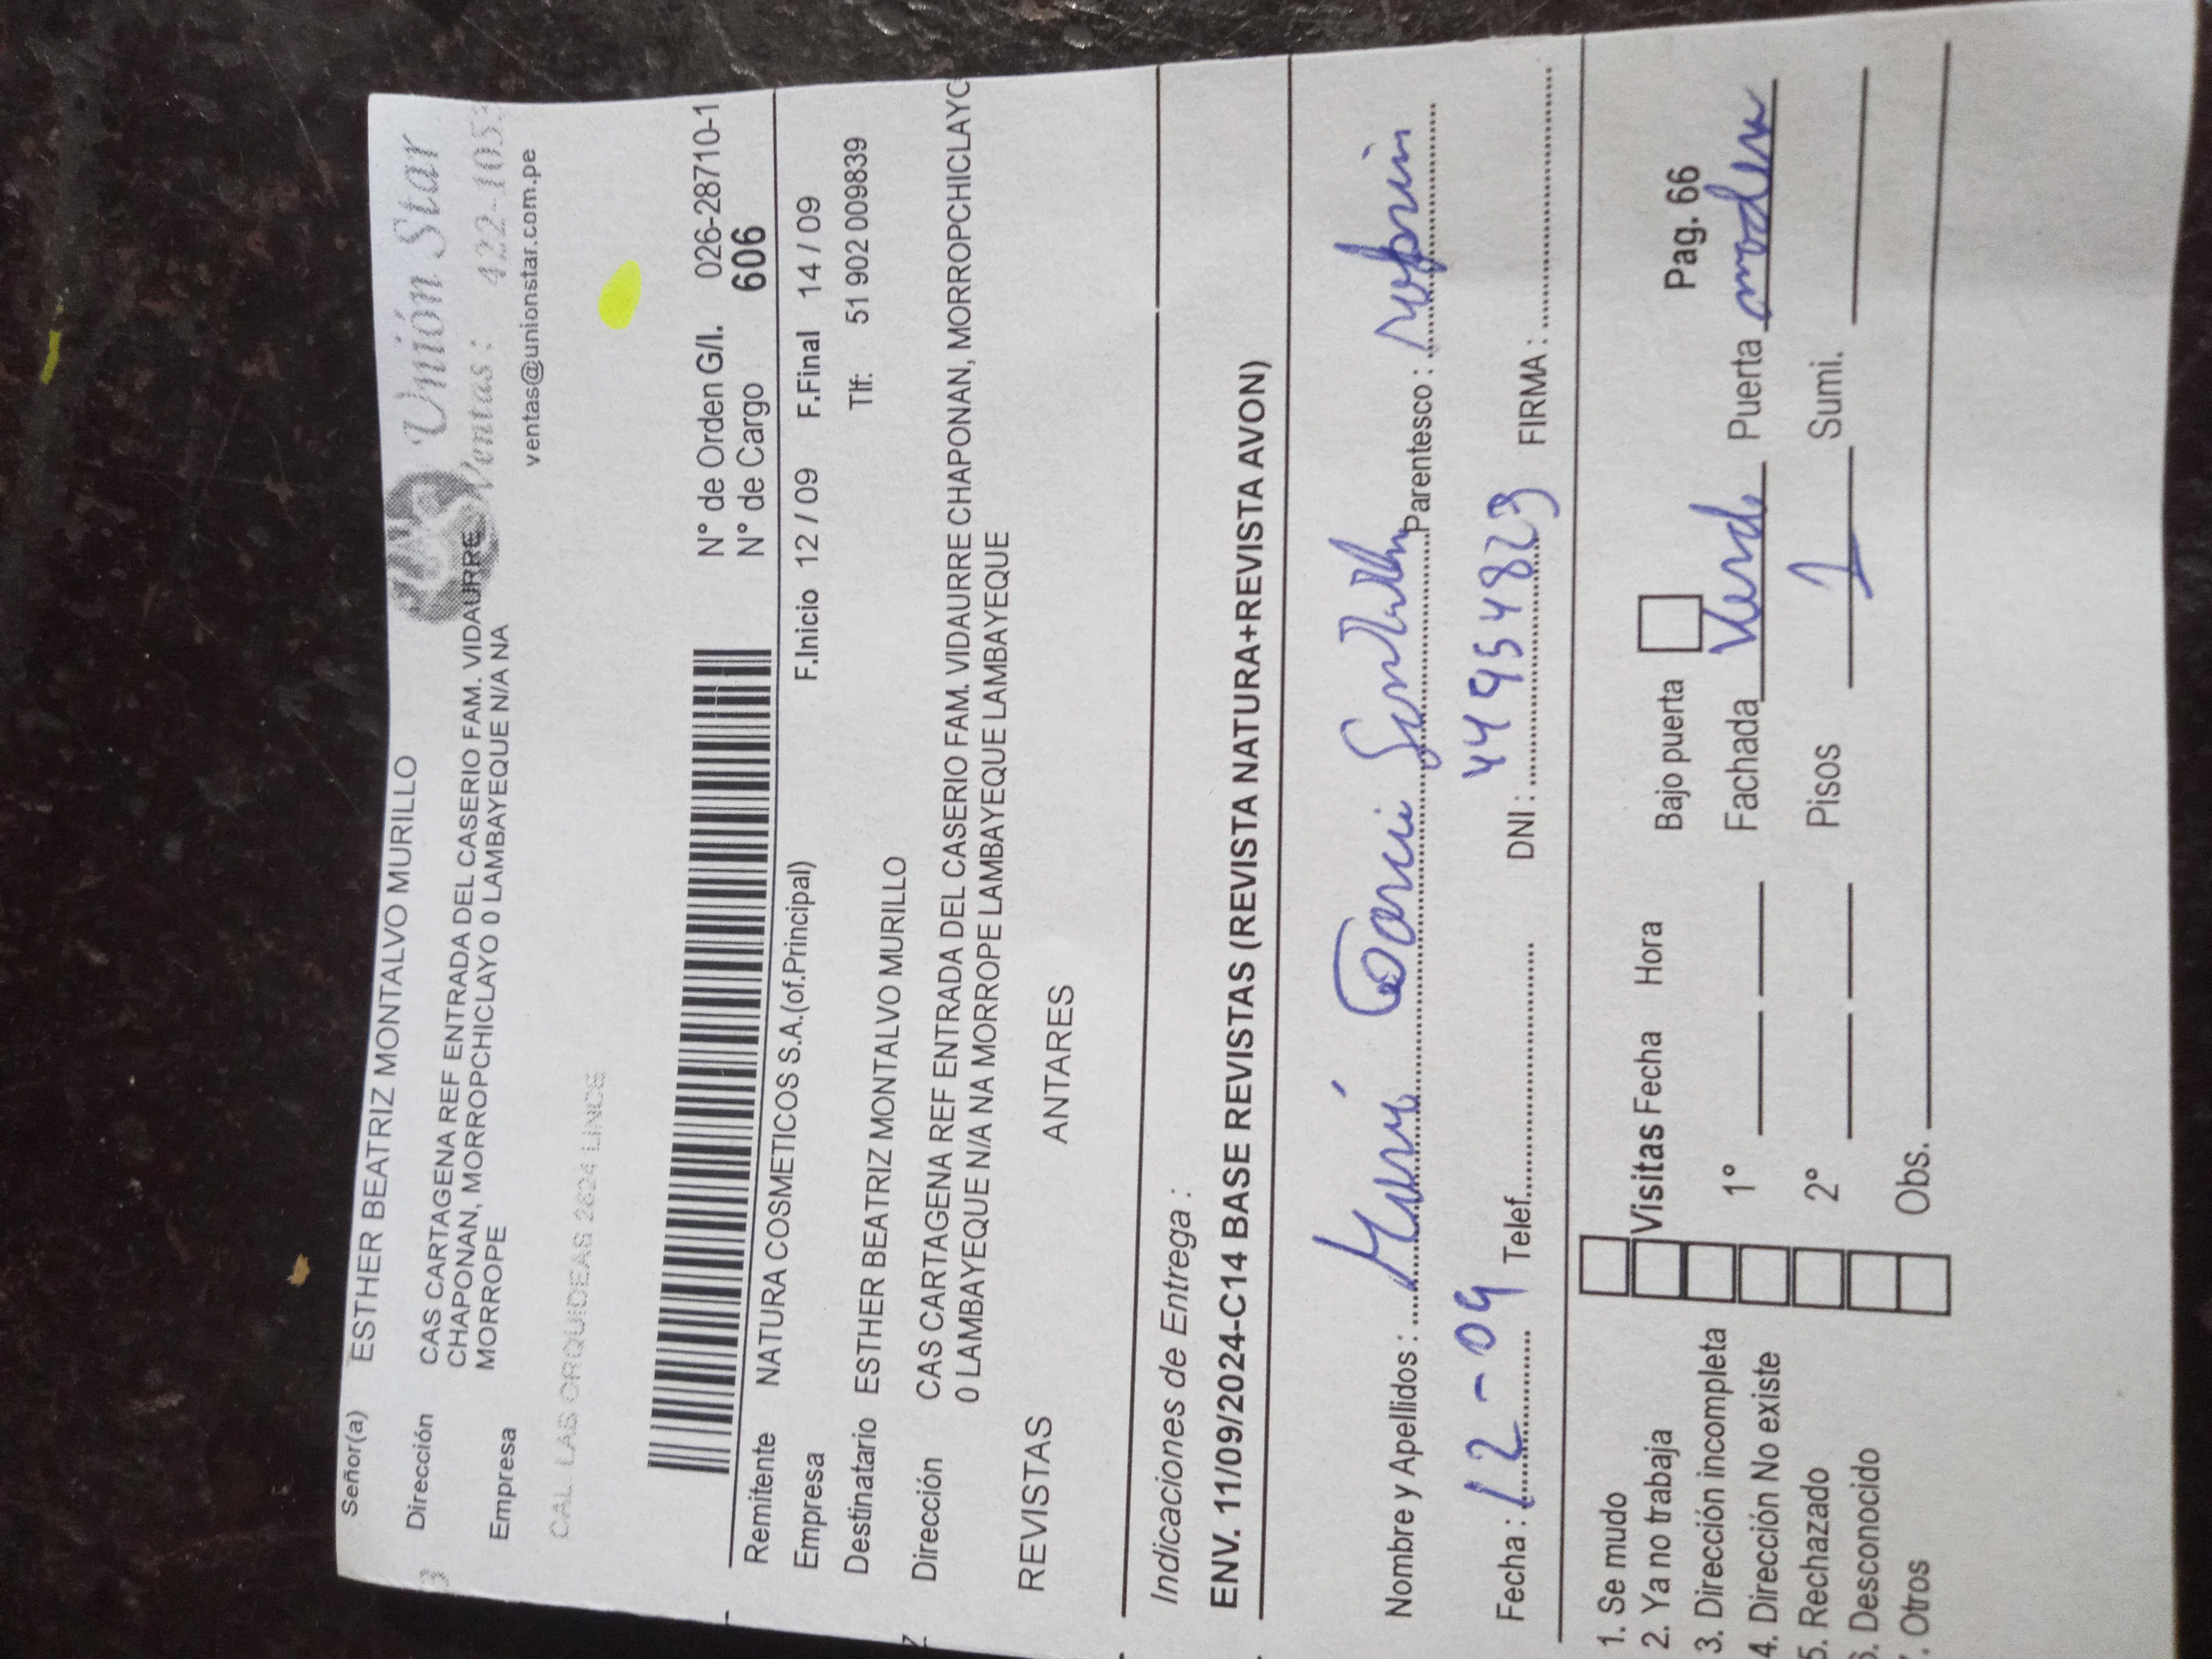 Señor(a) ESTHER BEATRIZ MONTALVO MURILLO
Unión Star
Ventas: 422-105
ventas@unionstar.com.pe
Dirección CAS CARTAGENA REF ENTRADA DEL CASERIO FAM. VIDAURRE
CHAPONAN, MORROPCHICLAYO 0 LAMBAYEQUE N/A NA
Empresa MORROPE
CAL LAS ORQUIDEAS 2624 LINCE
N° de Orden G/I. 026-28710-1
N° de Cargo 606
Remitente NATURA COSMETICOS S.A.(of.Principal)
Empresa F.Inicio 12 / 09 F.Final 14 / 09
Destinatario ESTHER BEATRIZ MONTALVO MURILLO Tlf: 51 902 009839
Dirección CAS CARTAGENA REF ENTRADA DEL CASERIO FAM. VIDAURRE CHAPONAN, MORROPCHICLAYO
0 LAMBAYEQUE N/A NA MORROPE LAMBAYEQUE LAMBAYEQUE
REVISTAS ANTARES
Indicaciones de Entrega :
ENV. 11/09/2024-C14 BASE REVISTAS (REVISTA NATURA+REVISTA AVON)
Nombre y Apellidos : Parentesco :
Fecha : 12-09 Telef. DNI : 44954823 FIRMA :
1. Se mudo
2. Ya no trabaja
3. Dirección incompleta
4. Dirección No existe
5. Rechazado
6. Desconocido
7. Otros
Visitas Fecha Hora Bajo puerta Pag. 66
1° Fachada Verde Puerta madera
2° Pisos 1 Sumi.
Obs.